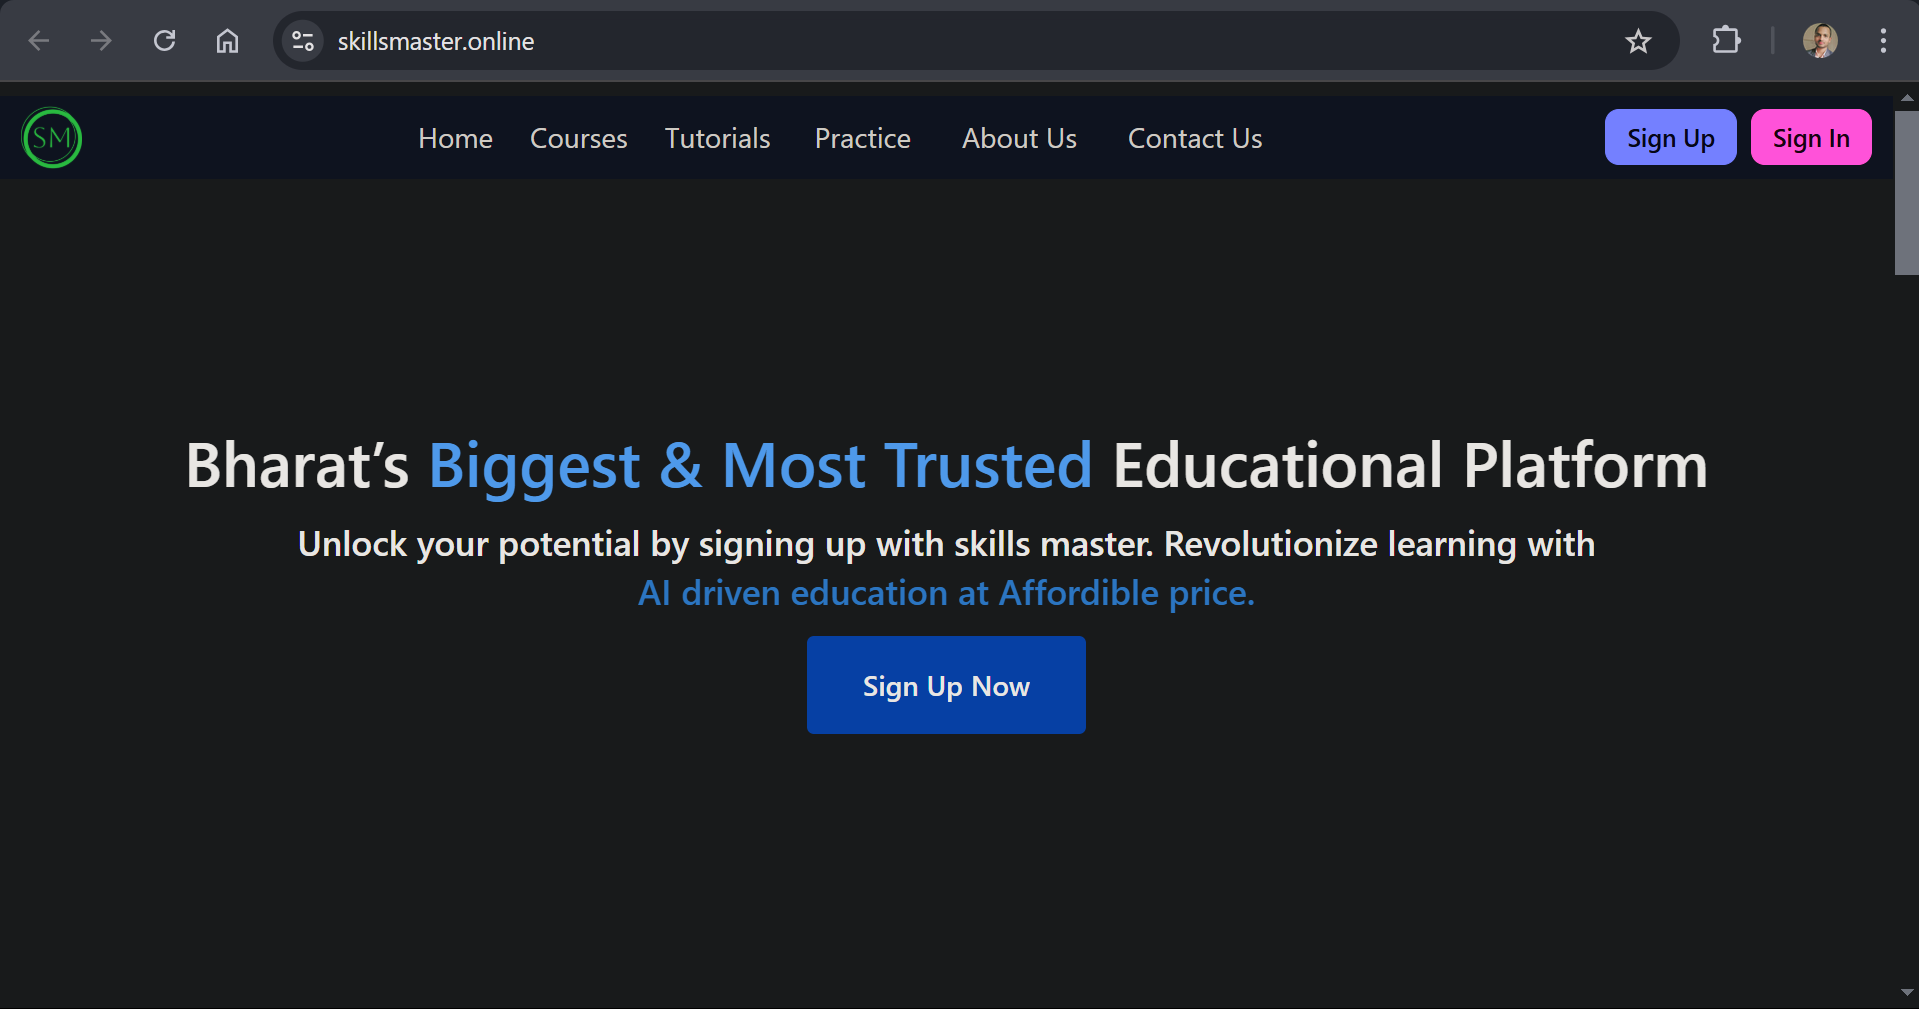 skillsmaster.online
SM Home Courses Tutorials Practice About Us Contact Us Sign Up Sign In
Bharat’s Biggest & Most Trusted Educational Platform
Unlock your potential by signing up with skills master. Revolutionize learning with
AI driven education at Affordible price.
Sign Up Now